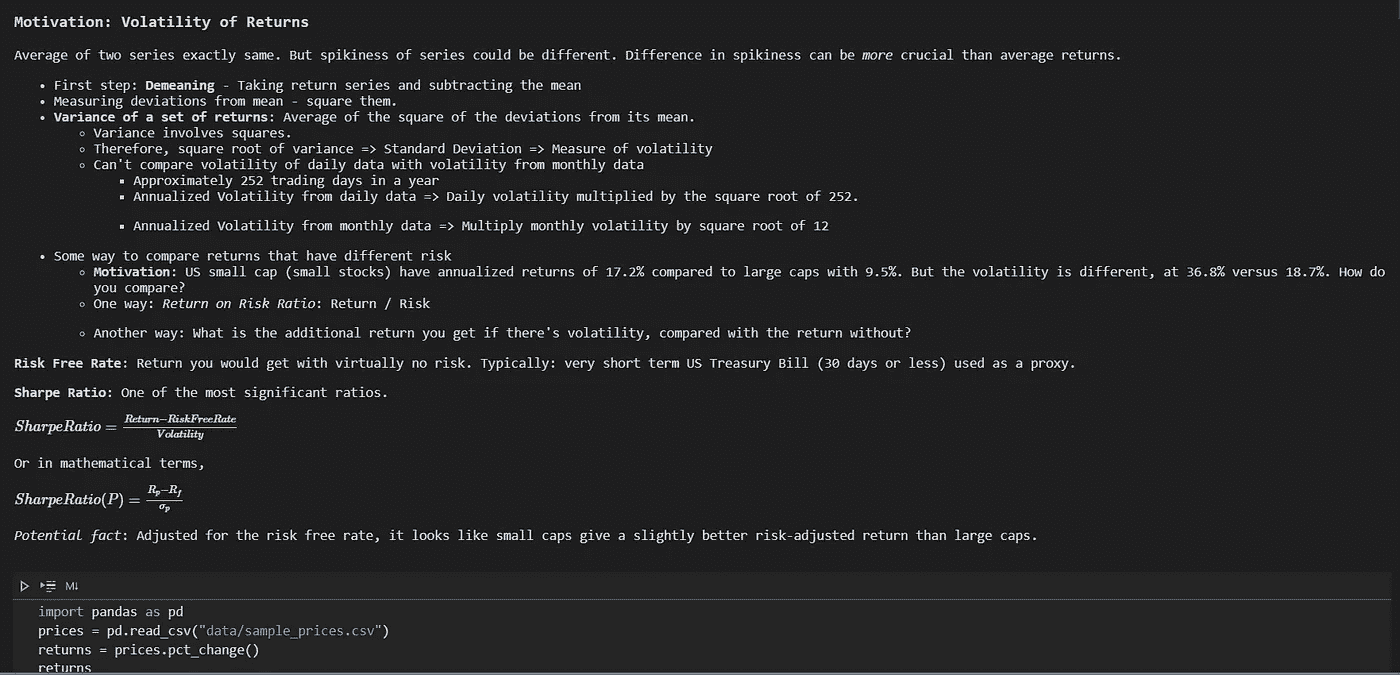 Motivation: Volatility of Returns
Average of two series exactly same. But spikiness of series could be different. Difference in spikiness can be more crucial than average returns.
• First step: Demeaning - Taking return series and subtracting the mean
• Measuring deviations from mean - square them.
• Variance of a set of returns: Average of the square of the deviations from its mean.
◦ Variance involves squares.
◦ Therefore, square root of variance => Standard Deviation => Measure of volatility
◦ Can't compare volatility of daily data with volatility from monthly data
▪ Approximately 252 trading days in a year
▪ Annualized Volatility from daily data => Daily volatility multiplied by the square root of 252.
▪ Annualized Volatility from monthly data => Multiply monthly volatility by square root of 12
• Some way to compare returns that have different risk
◦ Motivation: US small cap (small stocks) have annualized returns of 17.2% compared to large caps with 9.5%. But the volatility is different, at 36.8% versus 18.7%. How do
you compare?
◦ One way: Return on Risk Ratio: Return / Risk
◦ Another way: What is the additional return you get if there's volatility, compared with the return without?
Risk Free Rate: Return you would get with virtually no risk. Typically: very short term US Treasury Bill (30 days or less) used as a proxy.
Sharpe Ratio: One of the most significant ratios.
SharpeRatio = Return−RiskFreeRate / Volatility
Or in mathematical terms,
SharpeRatio(P) = Rp−Rf / σp
Potential fact: Adjusted for the risk free rate, it looks like small caps give a slightly better risk-adjusted return than large caps.
M↓
import pandas as pd
prices = pd.read_csv("data/sample_prices.csv")
returns = prices.pct_change()
returns